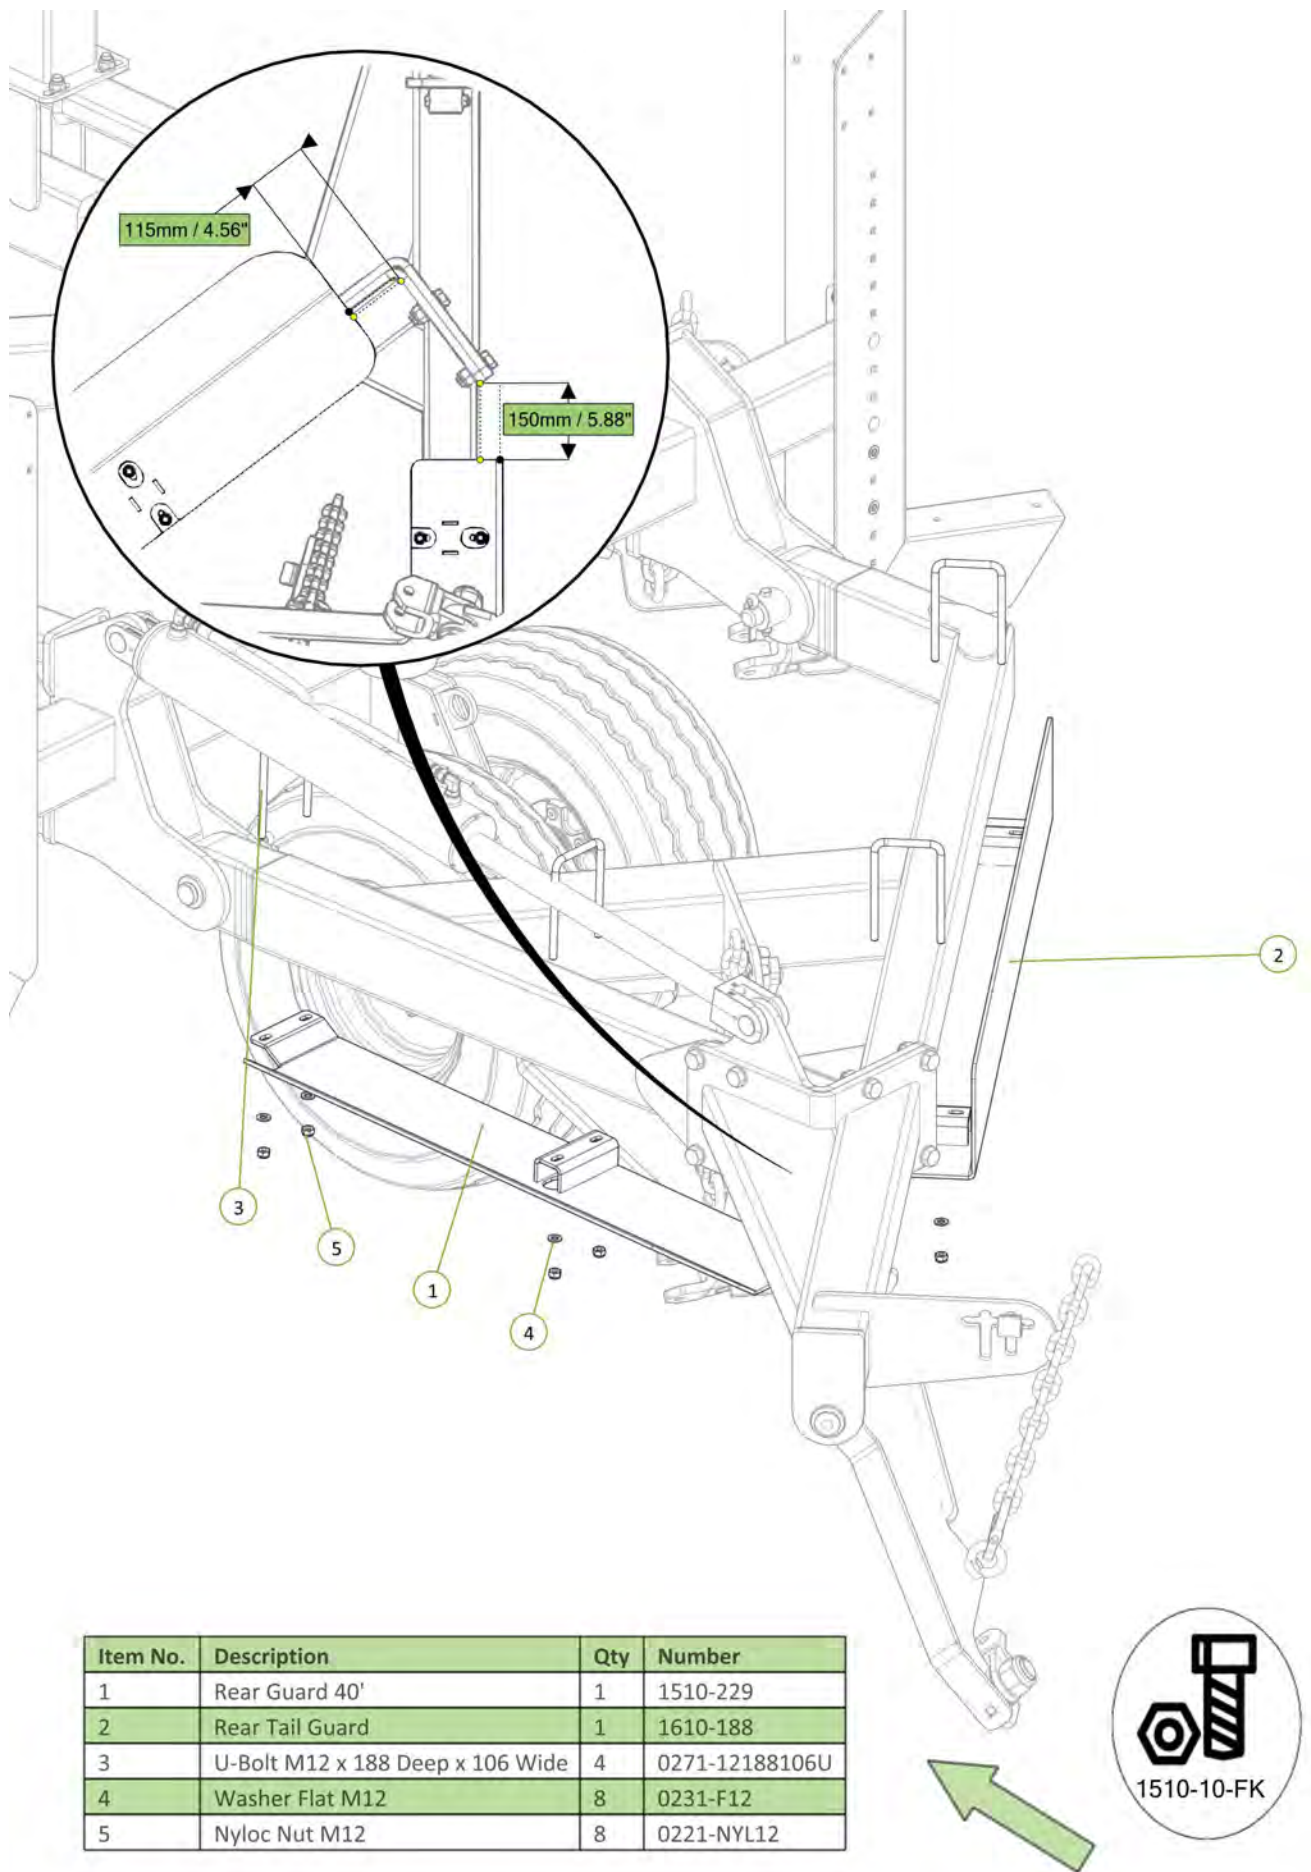 115mm / 4.56"
150mm / 5.88"
2
3
5
1
4
Item No. Description Qty Number
1 Rear Guard 40' 1 1510-229
2 Rear Tail Guard 1 1610-188
3 U-Bolt M12 x 188 Deep x 106 Wide 4 0271-12188106U
4 Washer Flat M12 8 0231-F12
5 Nyloc Nut M12 8 0221-NYL12
1510-10-FK